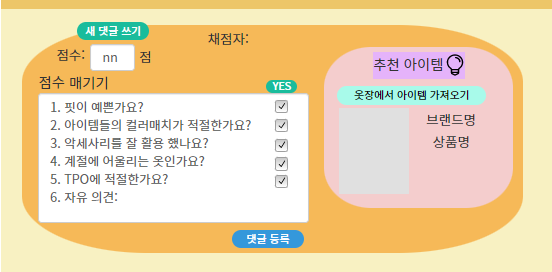 새 댓글 쓰기
점수: nn 점
채점자:
점수 매기기
YES
1. 핏이 예쁜가요?
2. 아이템들의 컬러매치가 적절한가요?
3. 악세사리를 잘 활용 했나요?
4. 계절에 어울리는 옷인가요?
5. TPO에 적절한가요?
6. 자유 의견:
추천 아이템
옷장에서 아이템 가져오기
브랜드명
상품명
댓글 등록